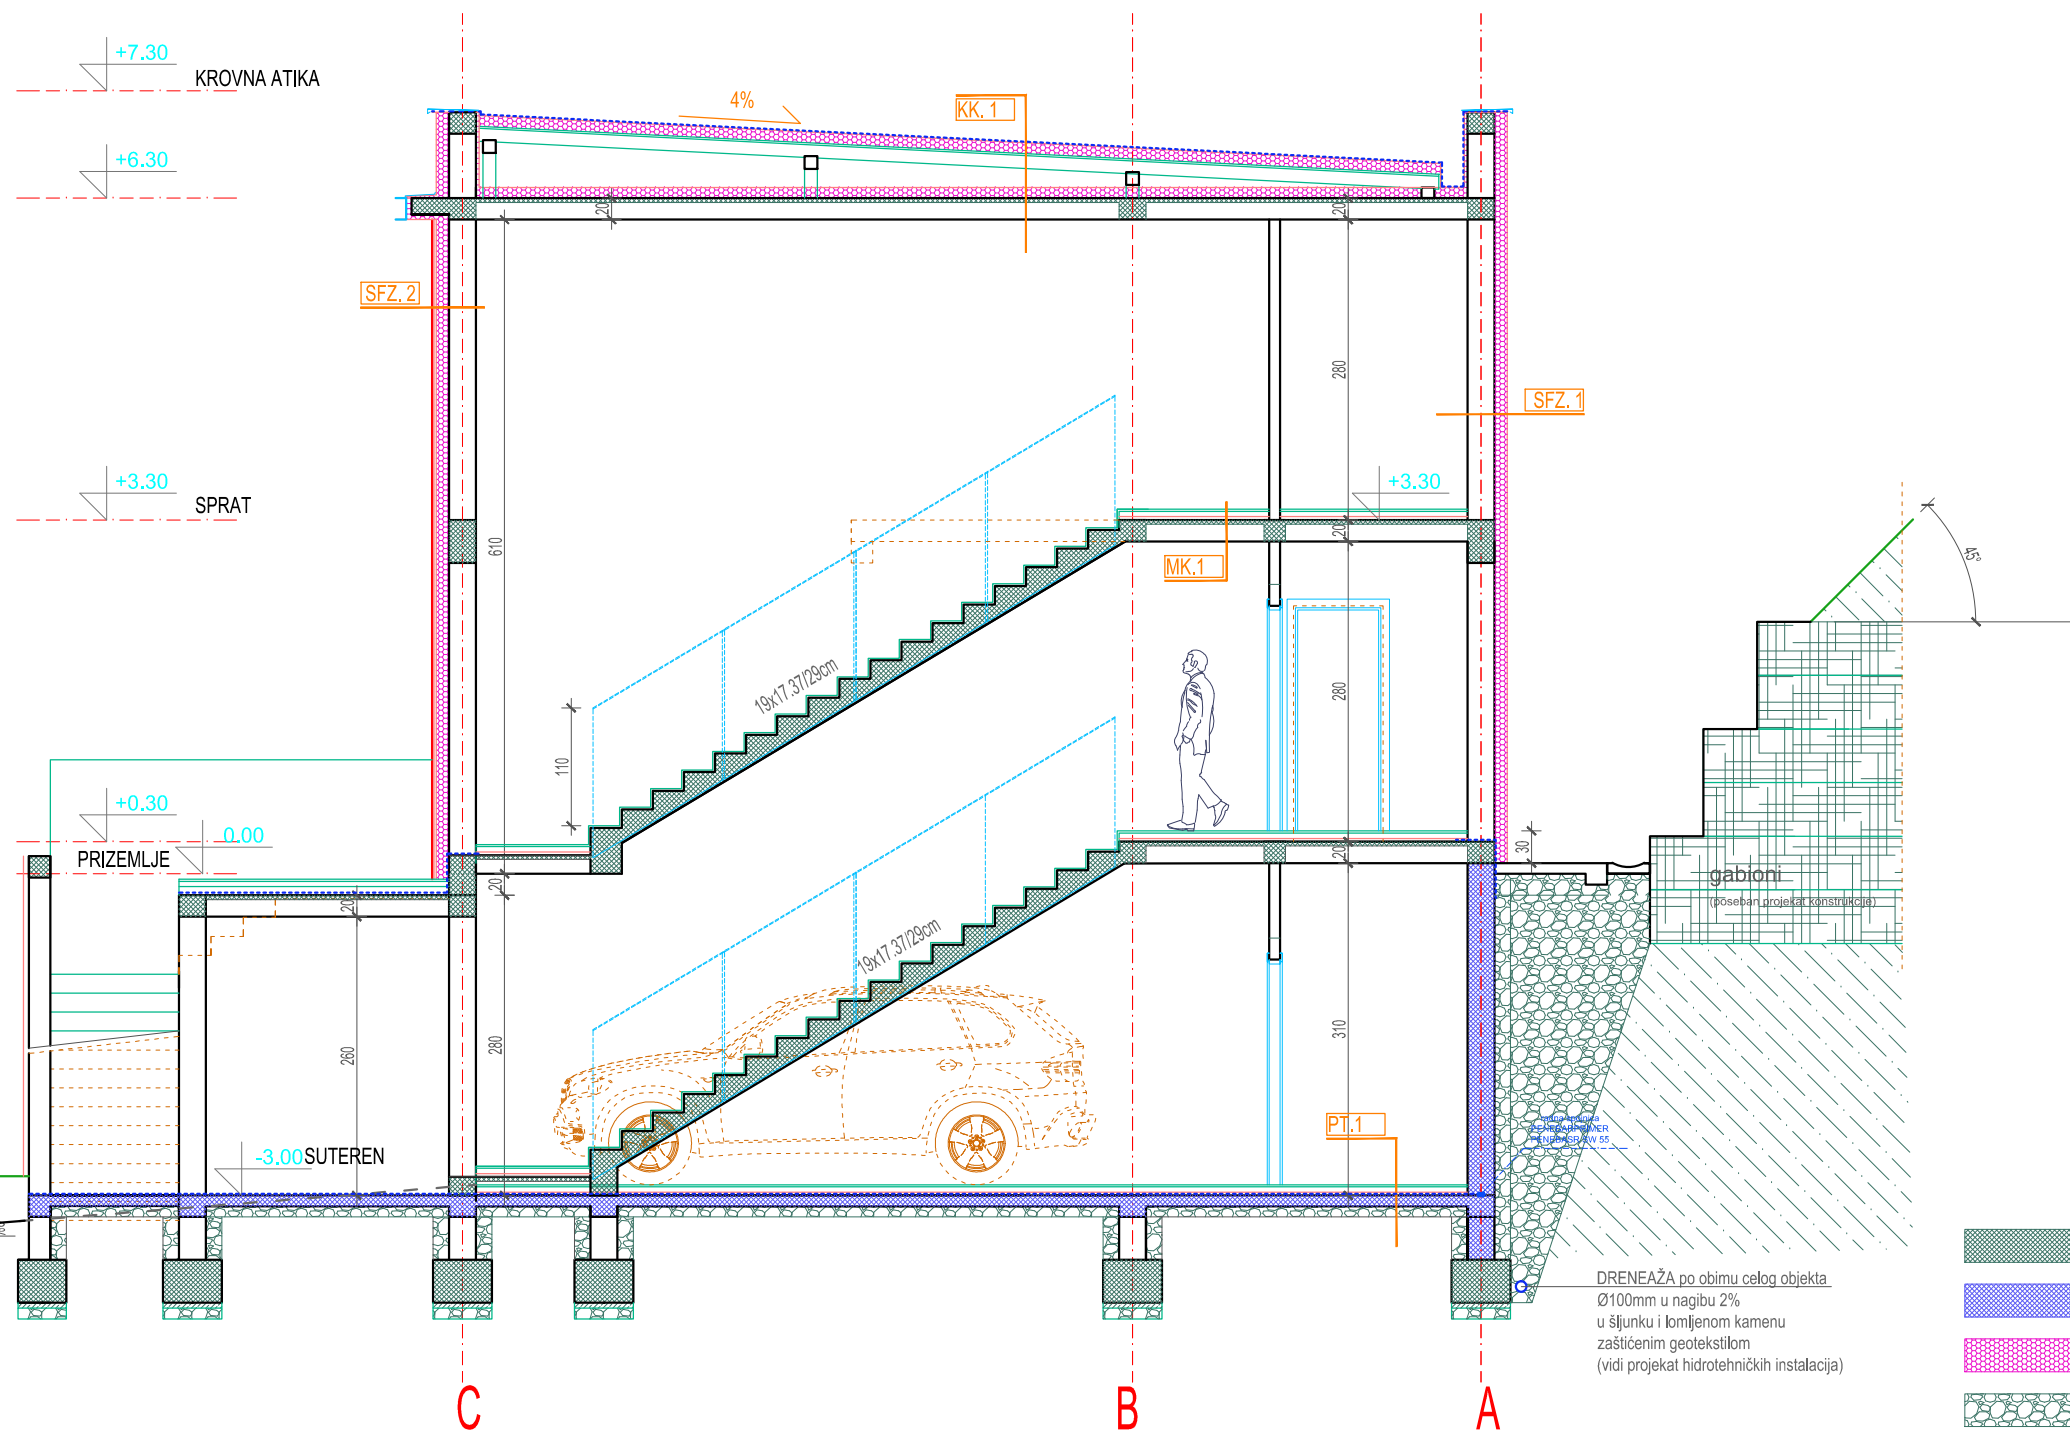 +7.30
KROVNA ATIKA
4%
KK. 1
+6.30
20
20
SFZ. 2
280
SFZ. 1
+3.30
+3.30
SPRAT
20
610
MK.1
45°
19x17.37/29cm
280
110
+0.30
0.00
PRIZEMLJE
20
30
20
20
gabioni
(poseban projekat konstrukcije)
19x17.37/29cm
260
280
310
PT.1
PENEBAR PRIMER
-3.00 SUTEREN
DRENEAŽA po obimu celog objekta
Ø100mm u nagibu 2%
u šljunku i lomljenom kamenu
zaštićenim geotekstilom
(vidi projekat hidrotehničkih instalacija)
C
B
A